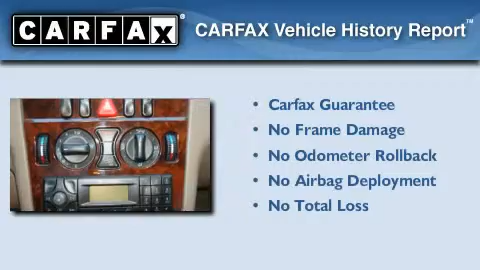 CARFAX® CARFAX Vehicle History Report™
• Carfax Guarantee
• No Frame Damage
• No Odometer Rollback
• No Airbag Deployment
• No Total Loss